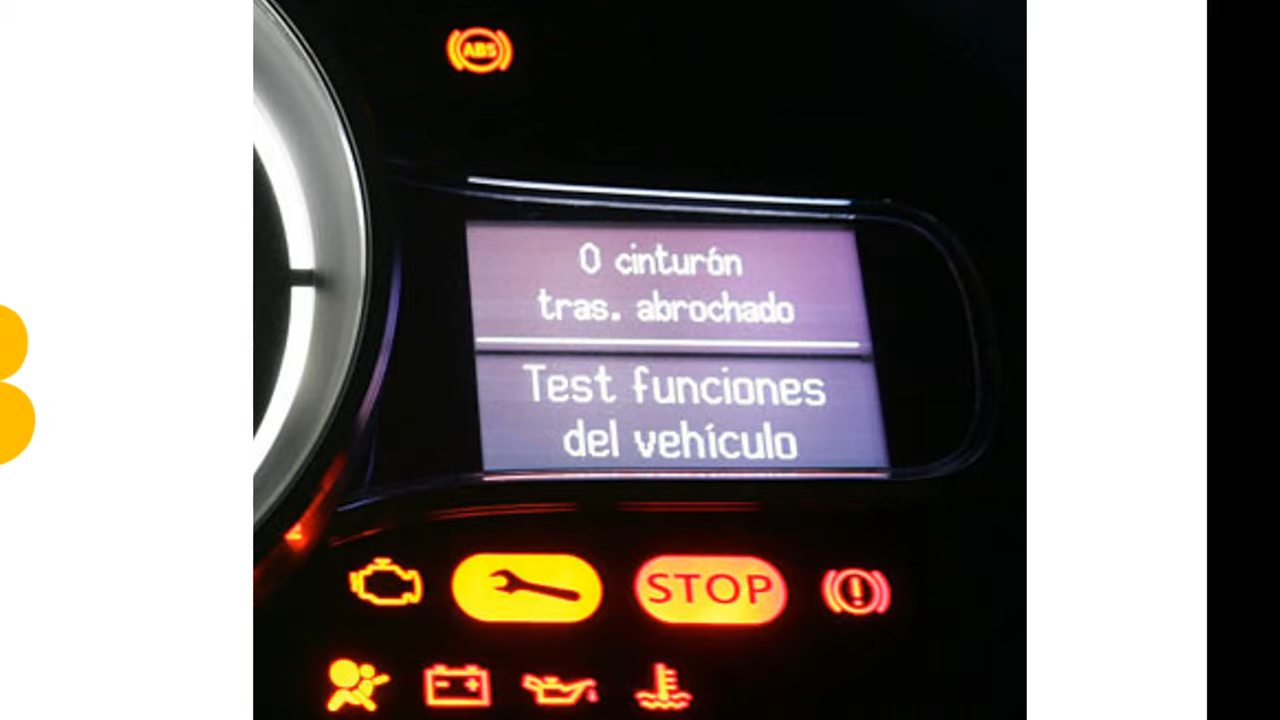 ABS
0 cinturón
tras. abrochado
Test funciones
del vehículo
STOP